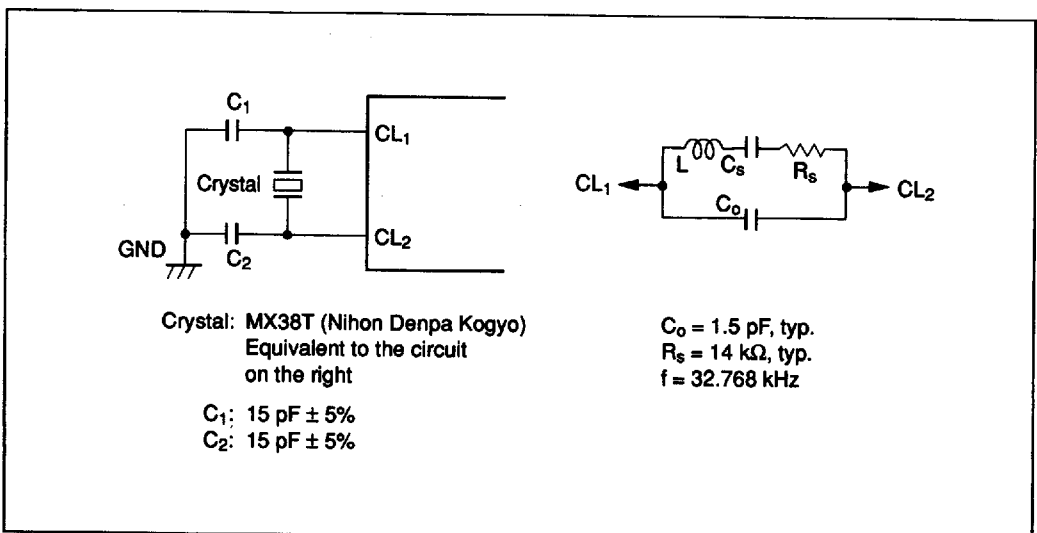 C1
CL1
Crystal
CL2
GND
C2
L
Cs
Rs
CL1
CL2
Co
Crystal: MX38T (Nihon Denpa Kogyo)
Equivalent to the circuit
on the right
C1: 15 pF ± 5%
C2: 15 pF ± 5%
Co = 1.5 pF, typ.
Rs = 14 kΩ, typ.
f = 32.768 kHz